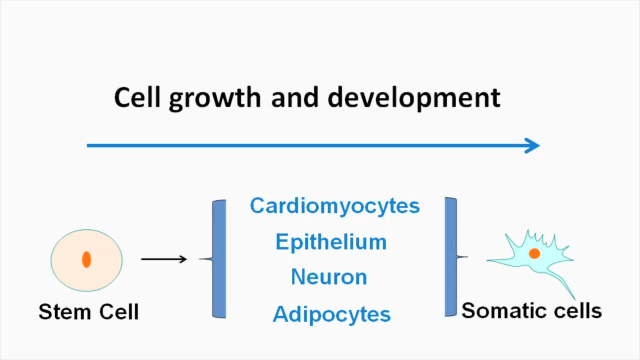 Cell growth and development
Cardiomyocytes
Epithelium
Neuron
Adipocytes
Stem Cell
Somatic cells